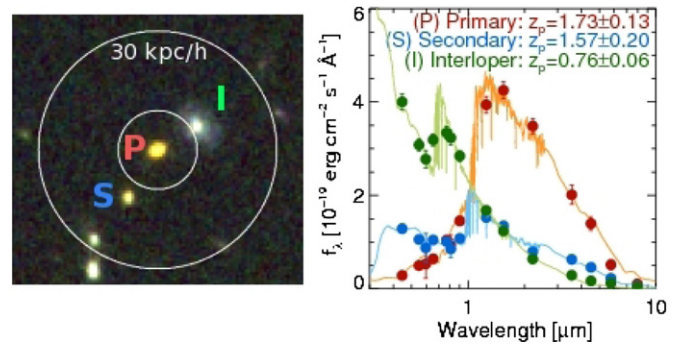 30 kpc/h
I
P
S
(P) Primary: z_p=1.73±0.13
(S) Secondary: z_p=1.57±0.20
(I) Interloper: z_p=0.76±0.06
6
4
2
0
f_λ [10⁻¹⁹ erg cm⁻² s⁻¹ Å⁻¹]
1
10
Wavelength [μm]